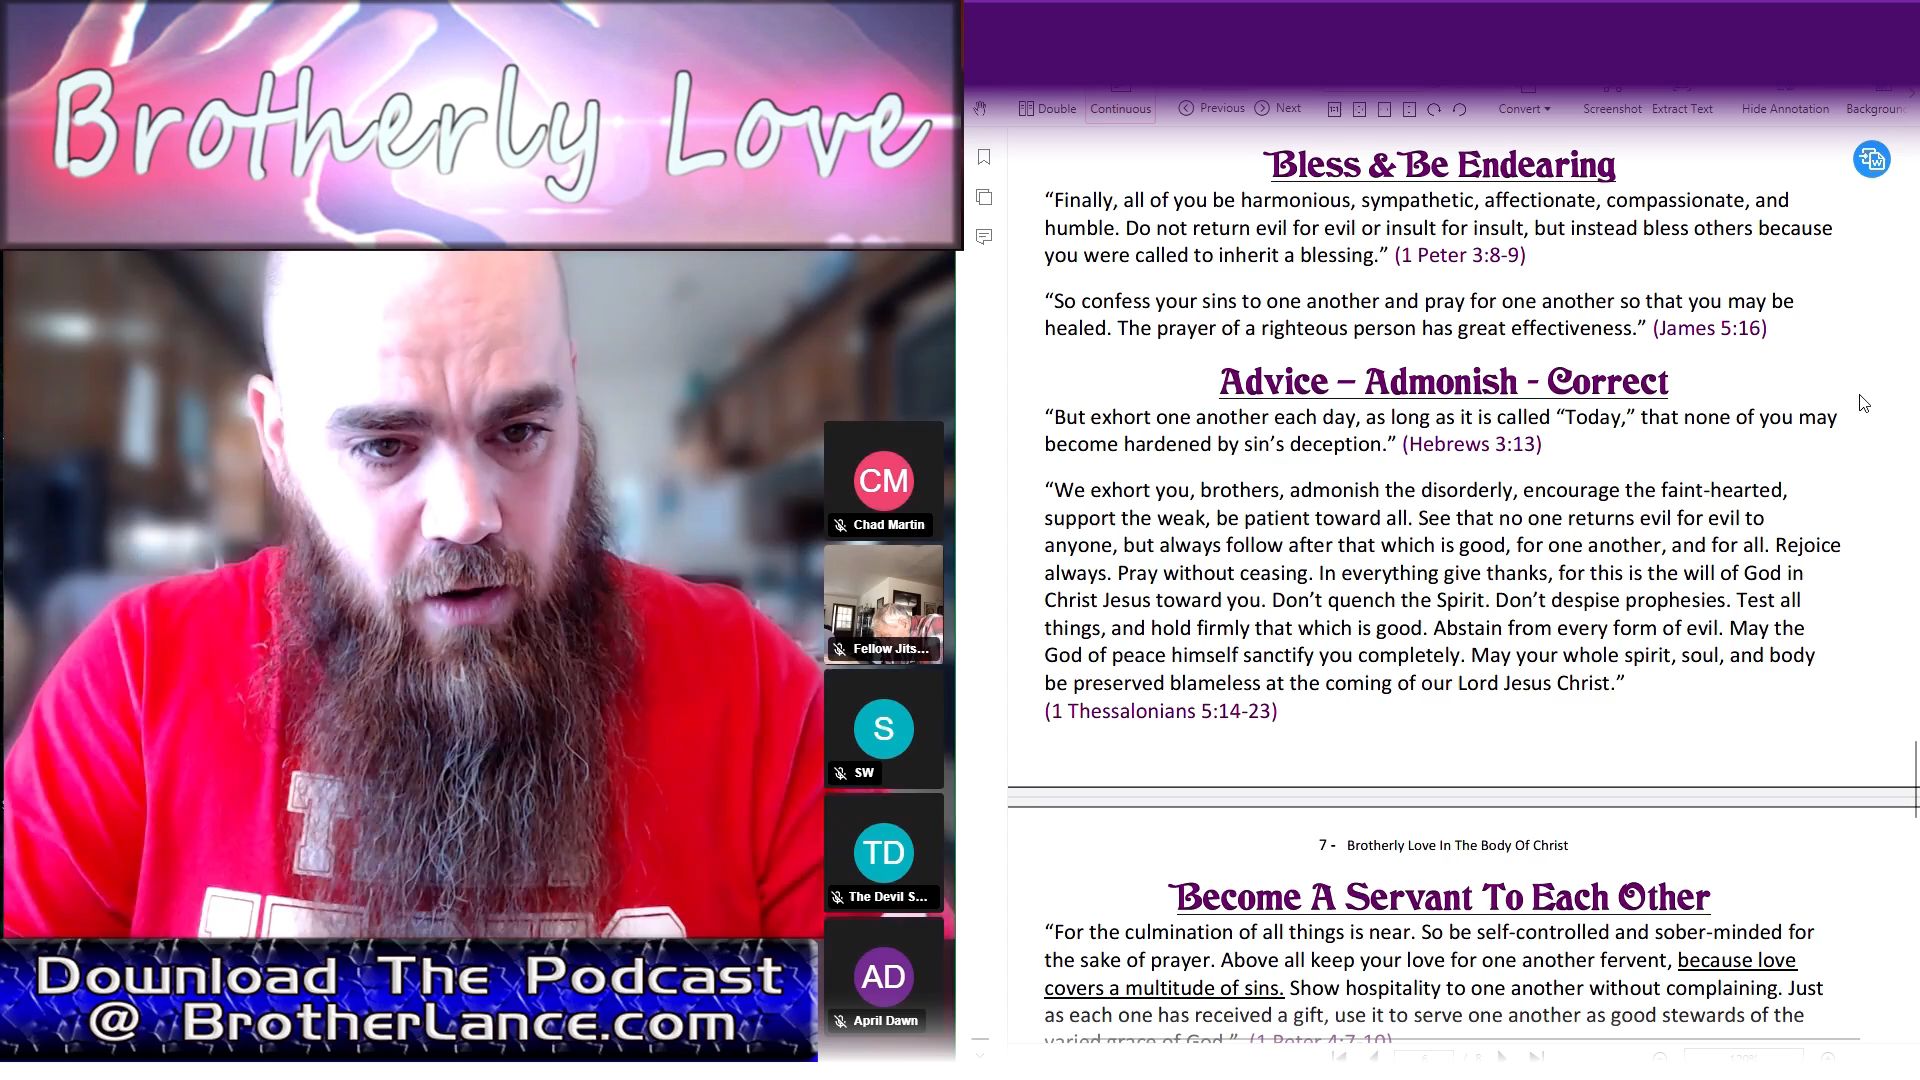 Brotherly Love
Double
Continuous
Previous
Next
Convert
Screenshot
Extract Text
Hide Annotation
Bless & Be Endearing
“Finally, all of you be harmonious, sympathetic, affectionate, compassionate, and
humble. Do not return evil for evil or insult for insult, but instead bless others because
you were called to inherit a blessing.” (1 Peter 3:8-9)
“So confess your sins to one another and pray for one another so that you may be
healed. The prayer of a righteous person has great effectiveness.” (James 5:16)
Advice – Admonish - Correct
“But exhort one another each day, as long as it is called “Today,” that none of you may
become hardened by sin’s deception.” (Hebrews 3:13)
“We exhort you, brothers, admonish the disorderly, encourage the faint-hearted,
support the weak, be patient toward all. See that no one returns evil for evil to
anyone, but always follow after that which is good, for one another, and for all. Rejoice
always. Pray without ceasing. In everything give thanks, for this is the will of God in
Christ Jesus toward you. Don’t quench the Spirit. Don’t despise prophesies. Test all
things, and hold firmly that which is good. Abstain from every form of evil. May the
God of peace himself sanctify you completely. May your whole spirit, soul, and body
be preserved blameless at the coming of our Lord Jesus Christ.”
(1 Thessalonians 5:14-23)
7 - Brotherly Love In The Body Of Christ
Become A Servant To Each Other
“For the culmination of all things is near. So be self-controlled and sober-minded for
the sake of prayer. Above all keep your love for one another fervent, because love
covers a multitude of sins. Show hospitality to one another without complaining. Just
as each one has received a gift, use it to serve one another as good stewards of the
varied grace of God.” (1 Peter 4:7-10)
CM
Chad Martin
Fellow Jits...
S
SW
TD
The Devil S...
AD
April Dawn
Download The Podcast
@ BrotherLance.com